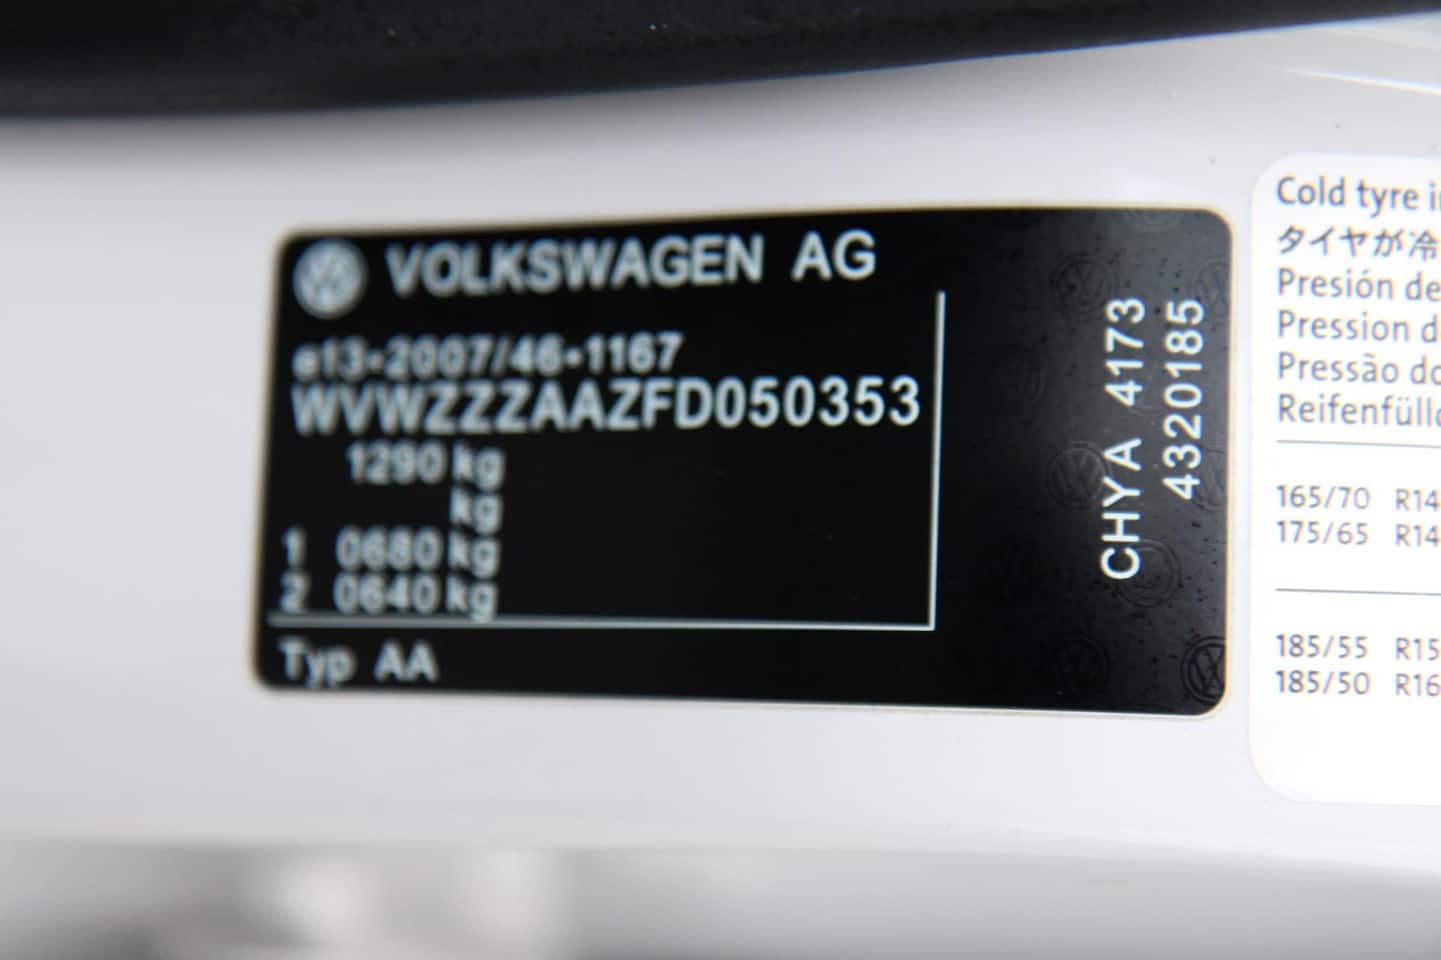 VOLKSWAGEN AG
e13-2007/46-1167
WVWZZZAAZFD050353
1290 kg
kg
1 0680 kg
2 0640 kg
Typ AA
CHYA 4173
4320185
Cold tyre
タイヤが冷
Presión de
Pression
Pressão
165/70 R14
175/65 R14
185/55 R15
185/50 R16